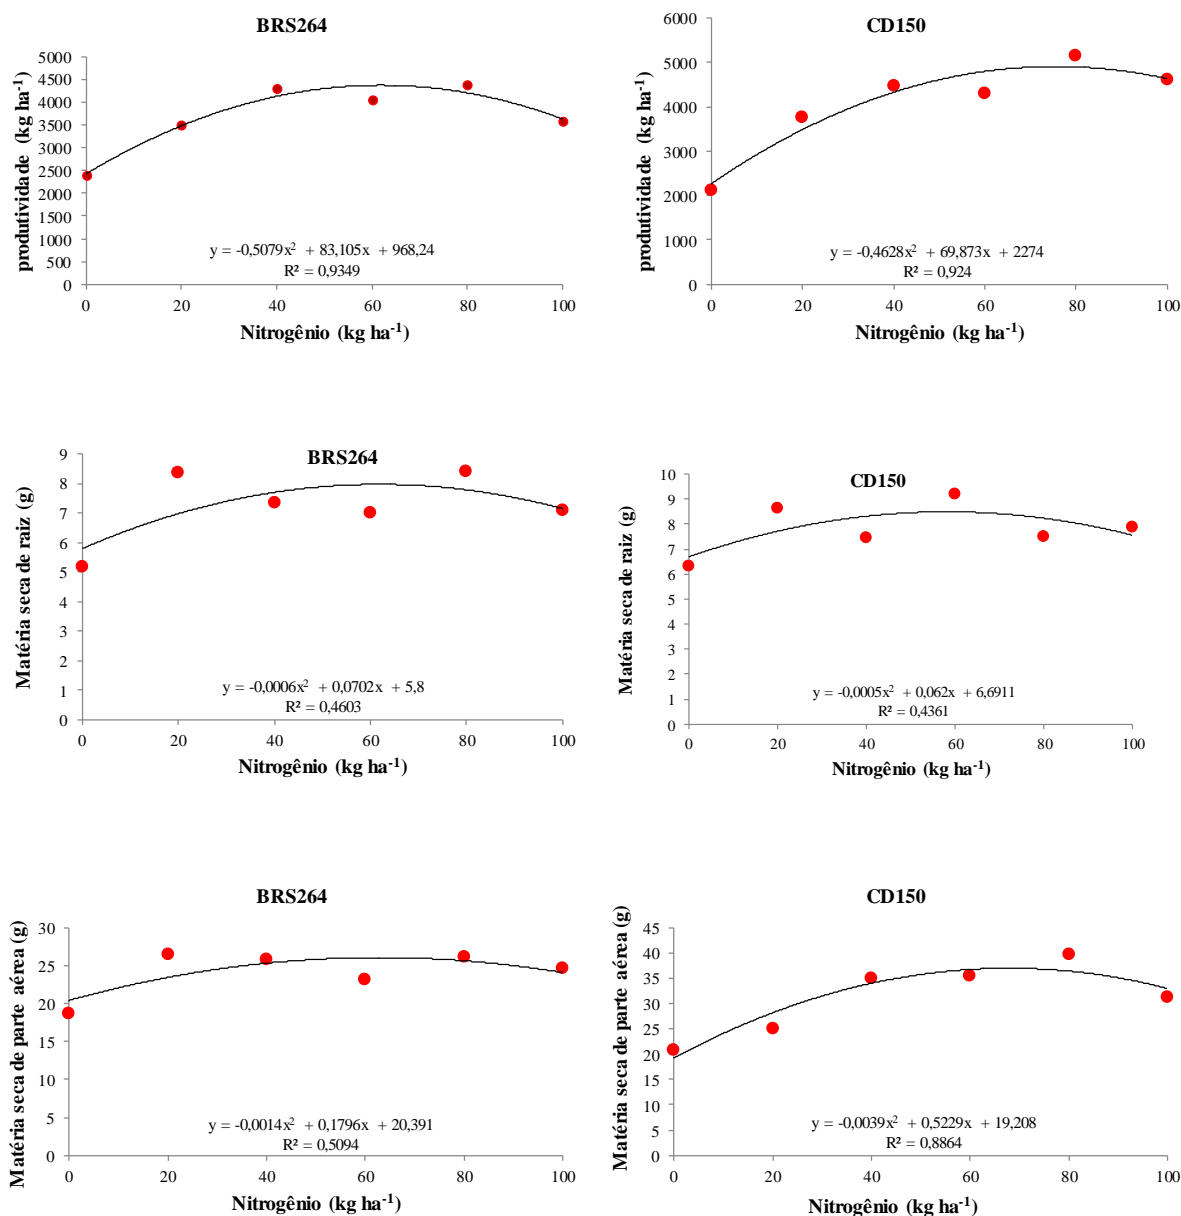 BRS264
produtividade (kg ha-1)
5000
4500
4000
3500
3000
2500
2000
1500
1000
500
0
y = -0,5079x² + 83,105x + 968,24
R² = 0,9349
0 20 40 60 80 100
Nitrogênio (kg ha-1)
CD150
produtividade (kg ha-1)
6000
5000
4000
3000
2000
1000
0
y = -0,4628x² + 69,873x + 2274
R² = 0,924
0 20 40 60 80 100
Nitrogênio (kg ha-1)
BRS264
Matéria seca de raiz (g)
9
8
7
6
5
4
3
2
1
0
y = -0,0006x² + 0,0702x + 5,8
R² = 0,4603
0 20 40 60 80 100
Nitrogênio (kg ha-1)
CD150
Matéria seca de raiz (g)
10
9
8
7
6
5
4
3
2
1
0
y = -0,0005x² + 0,062x + 6,6911
R² = 0,4361
0 20 40 60 80 100
Nitrogênio (kg ha-1)
BRS264
Matéria seca de parte aérea (g)
30
25
20
15
10
5
0
y = -0,0014x² + 0,1796x + 20,391
R² = 0,5094
0 20 40 60 80 100
Nitrogênio (kg ha-1)
CD150
Matéria seca de parte aérea (g)
45
40
35
30
25
20
15
10
5
0
y = -0,0039x² + 0,5229x + 19,208
R² = 0,8864
0 20 40 60 80 100
Nitrogênio (kg ha-1)